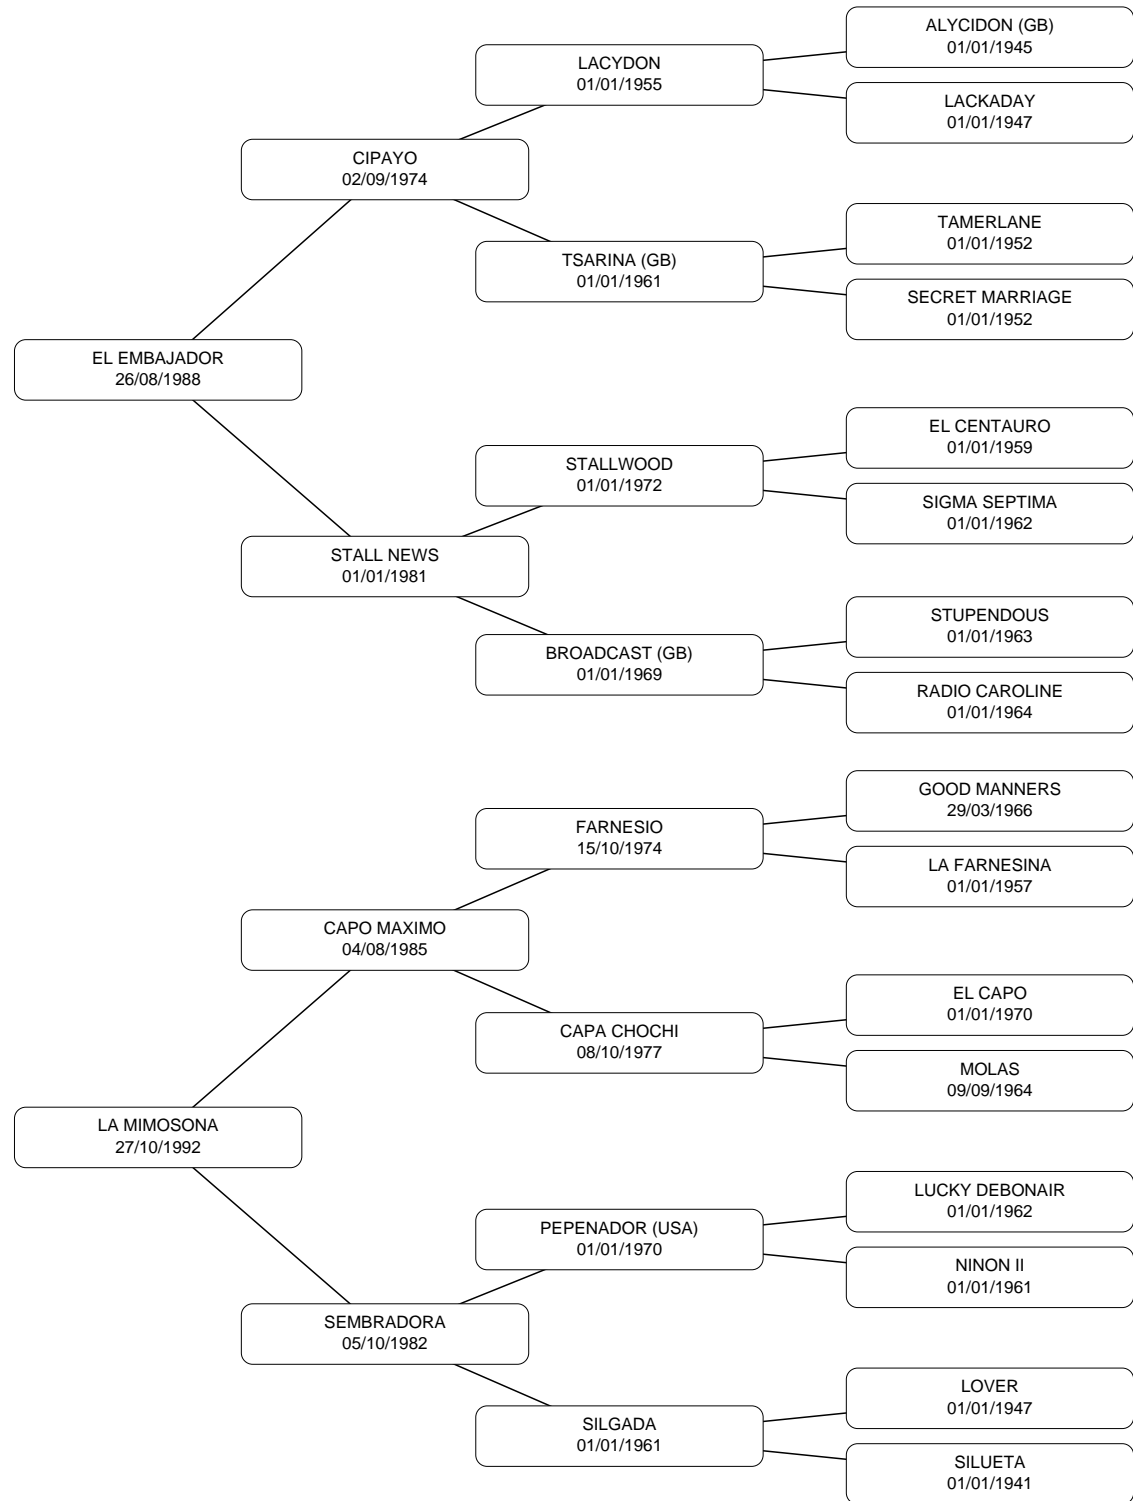 ALYCIDON (GB)
01/01/1945
LACYDON
01/01/1955
LACKADAY
01/01/1947
CIPAYO
02/09/1974
TAMERLANE
01/01/1952
TSARINA (GB)
01/01/1961
SECRET MARRIAGE
01/01/1952
EL EMBAJADOR
26/08/1988
EL CENTAURO
01/01/1959
STALLWOOD
01/01/1972
SIGMA SEPTIMA
01/01/1962
STALL NEWS
01/01/1981
STUPENDOUS
01/01/1963
BROADCAST (GB)
01/01/1969
RADIO CAROLINE
01/01/1964
GOOD MANNERS
29/03/1966
FARNESIO
15/10/1974
LA FARNESINA
01/01/1957
CAPO MAXIMO
04/08/1985
EL CAPO
01/01/1970
CAPA CHOCHI
08/10/1977
MOLAS
09/09/1964
LA MIMOSONA
27/10/1992
LUCKY DEBONAIR
01/01/1962
PEPENADOR (USA)
01/01/1970
NINON II
01/01/1961
SEMBRADORA
05/10/1982
LOVER
01/01/1947
SILGADA
01/01/1961
SILUETA
01/01/1941